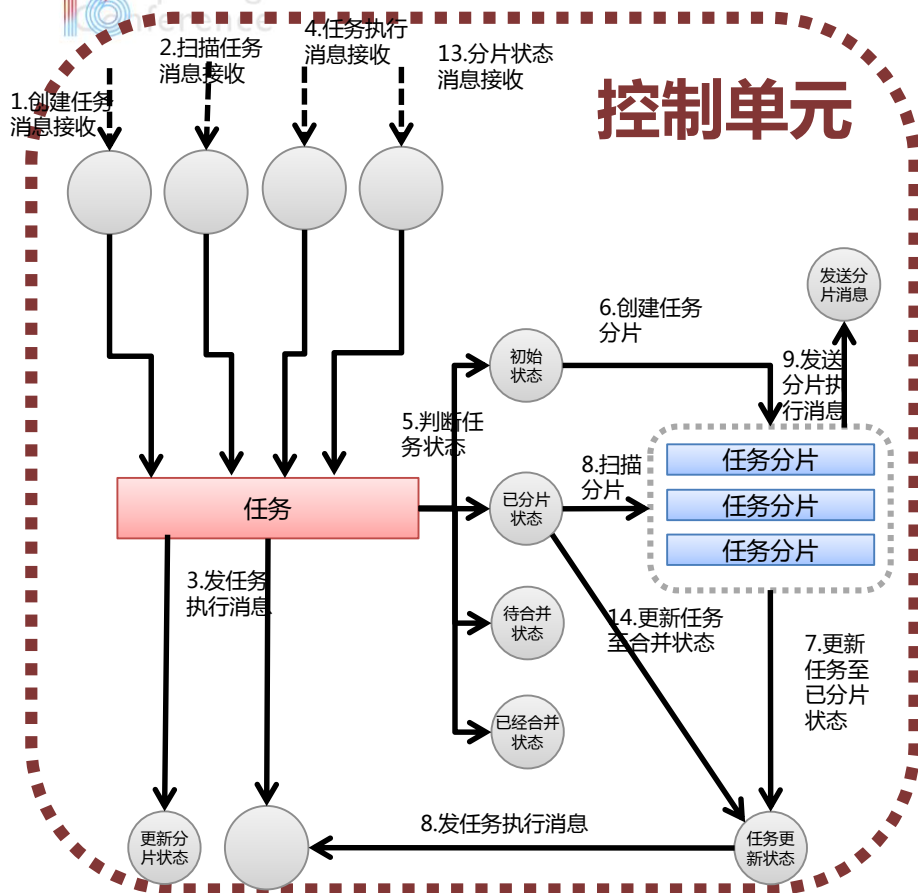 Conference
控制单元
1.创建任务
消息接收
2.扫描任务
消息接收
4.任务执行
消息接收
13.分片状态
消息接收
发送分
片消息
6.创建任务
分片
9.发送
分片执
行消息
初始
状态
5.判断任
务状态
8.扫描
分片
任务分片
任务分片
任务分片
任务
已分片
状态
3.发任务
执行消息
待合并
状态
14.更新任务
至合并状态
7.更新
任务至
已分片
状态
已经合并
状态
8.发任务执行消息
更新分
片状态
任务更
新状态